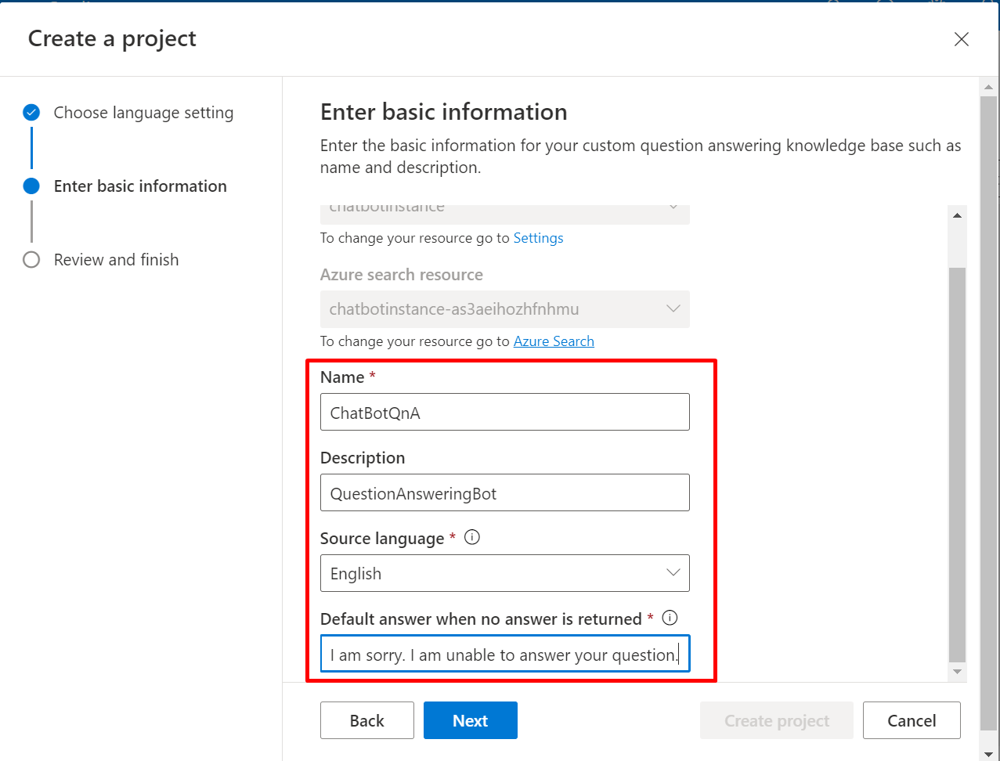 Create a project
Choose language setting
Enter basic information
Review and finish
Enter basic information
Enter the basic information for your custom question answering knowledge base such as
name and description.
chatbotinstance
To change your resource go to Settings
Azure search resource
chatbotinstance-as3aeihozhfnhmu
To change your resource go to Azure Search
Name *
ChatBotQnA
Description
QuestionAnsweringBot
Source language *
English
Default answer when no answer is returned *
I am sorry. I am unable to answer your question.
Back
Next
Create project
Cancel